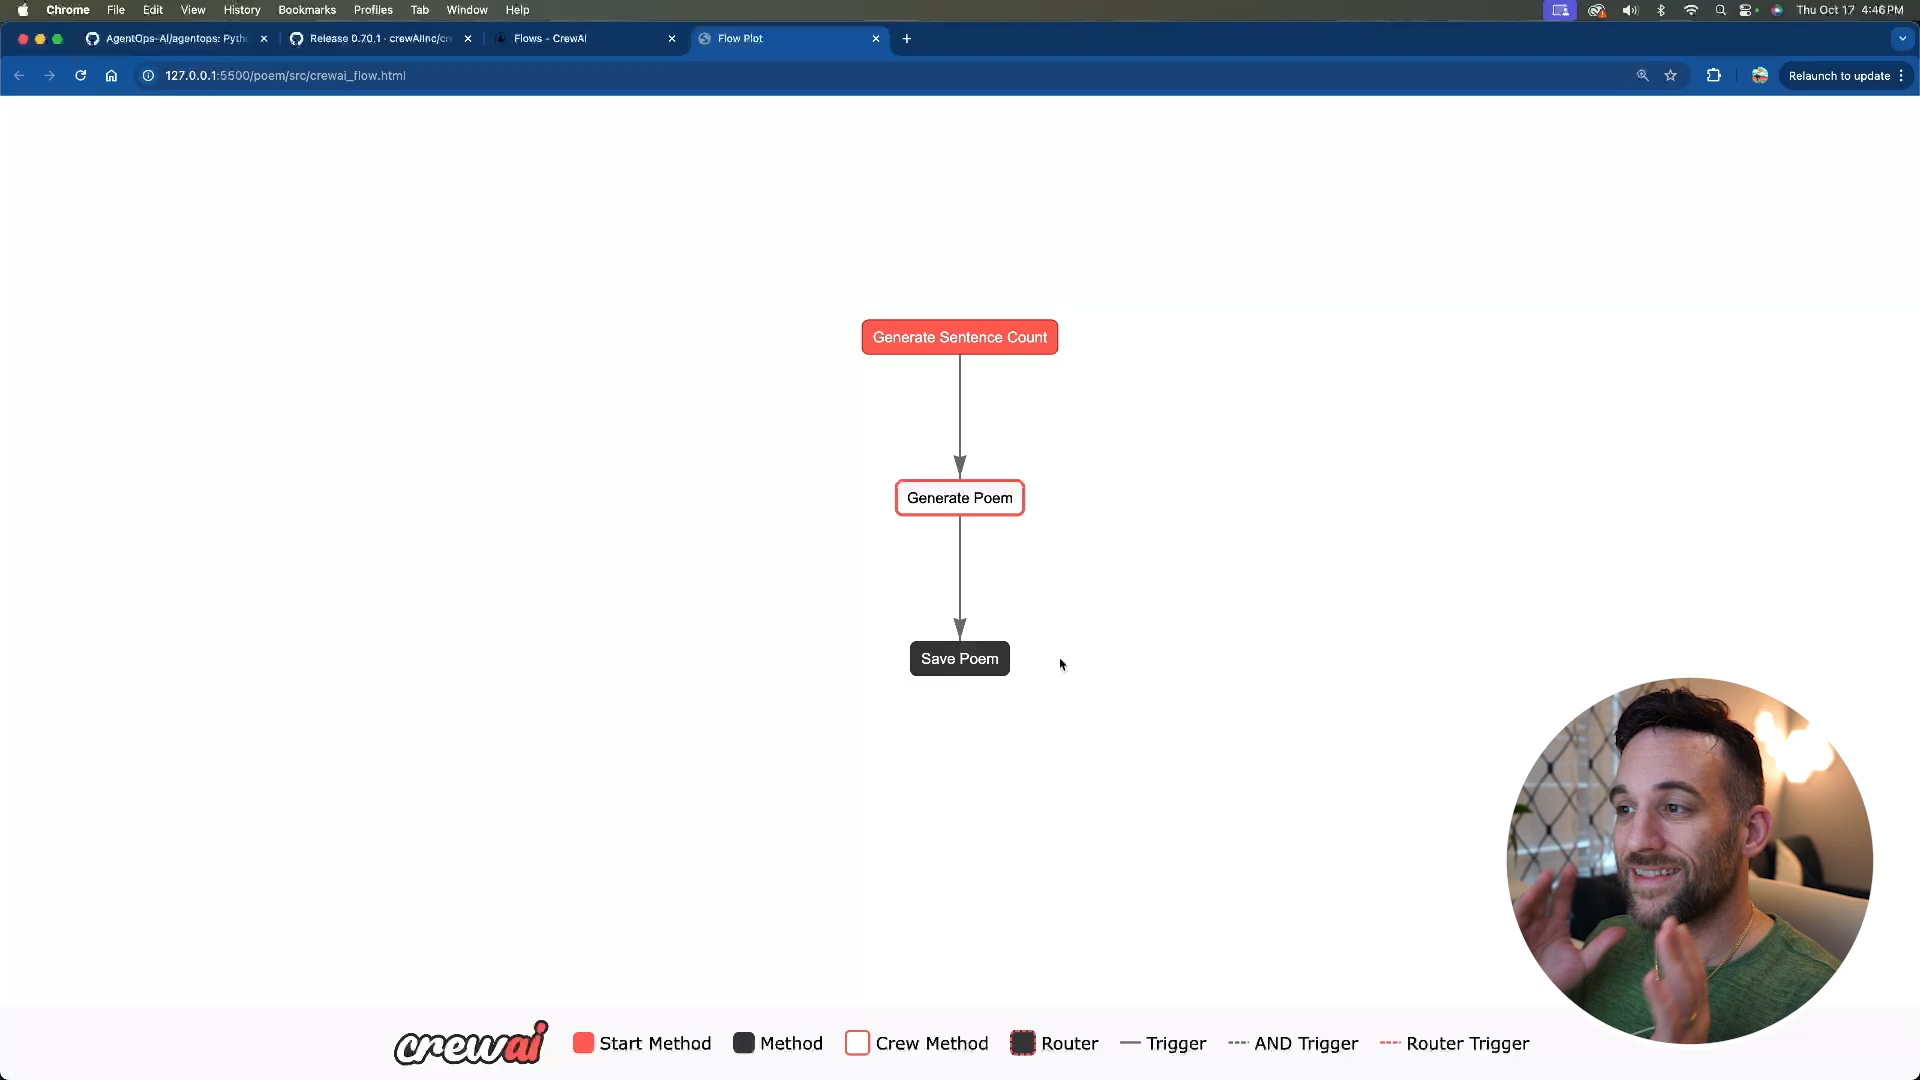 Chrome File Edit View History Bookmarks Profiles Tab Window Help Thu Oct 17 4:46 PM
AgentOps-AI/agentops: Pyth Release 0.70.1 · crewAIInc/cr Flows - CrewAI Flow Plot
127.0.0.1:5500/poem/src/crewai_flow.html Relaunch to update
Generate Sentence Count
Generate Poem
Save Poem
crewai Start Method Method Crew Method Router Trigger AND Trigger Router Trigger